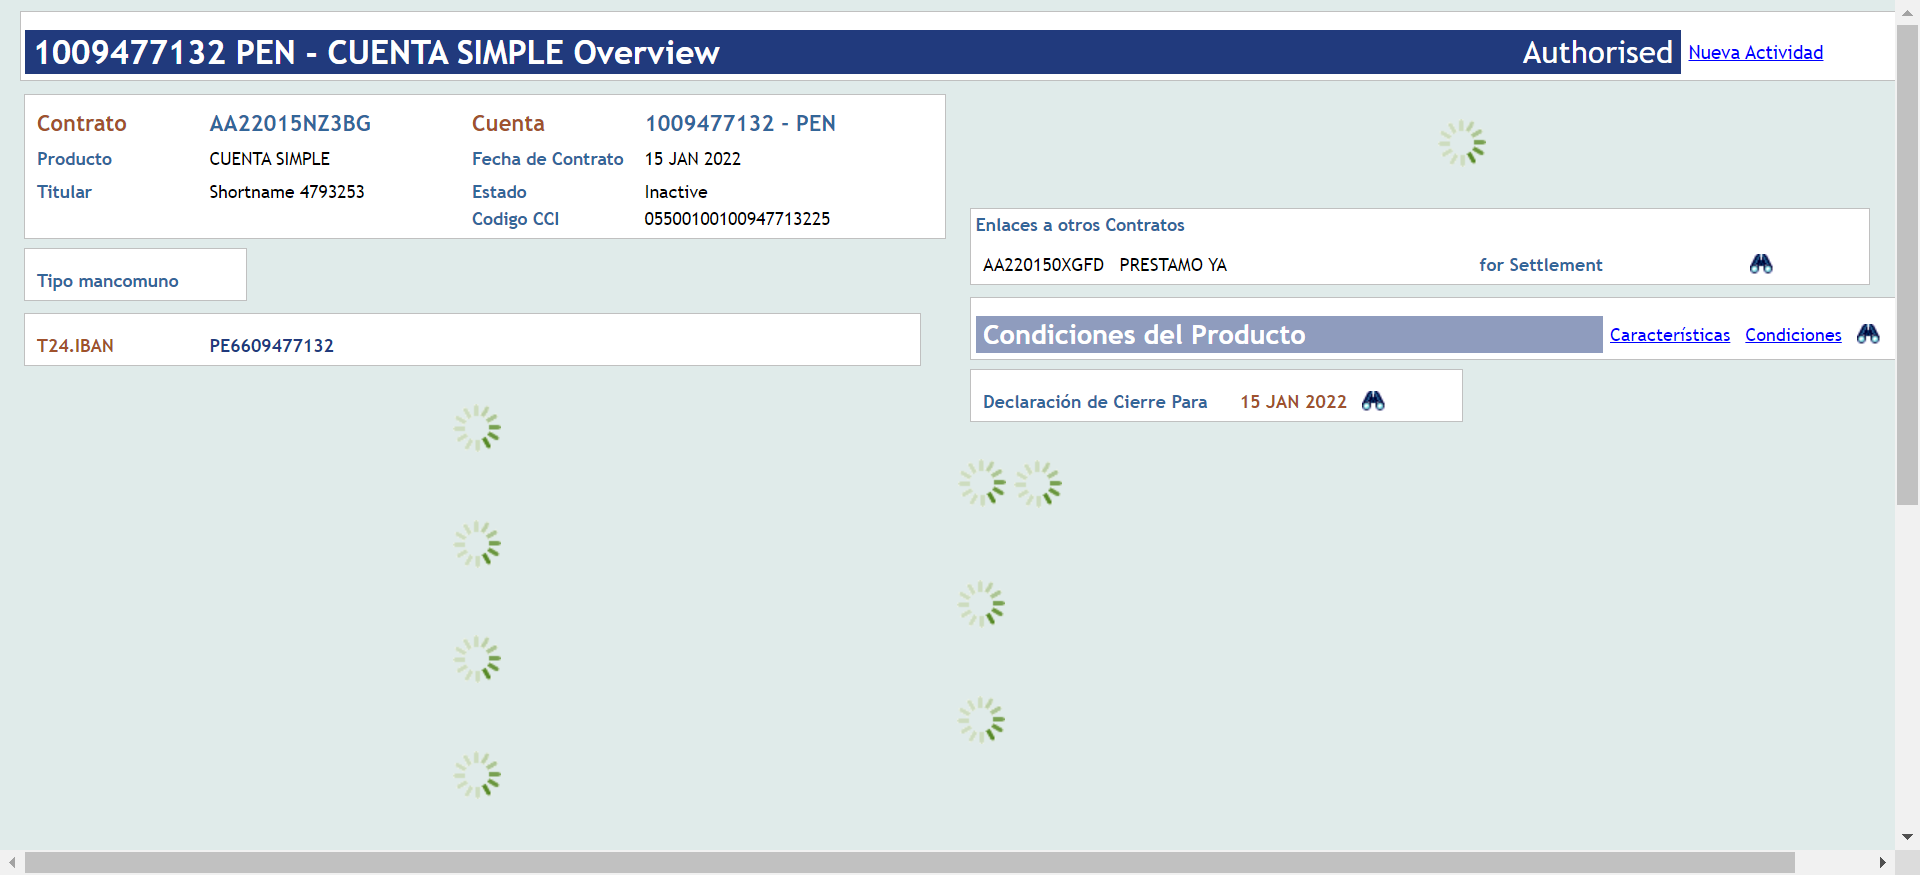 1009477132 PEN - CUENTA SIMPLE Overview Authorised Nueva Actividad
Contrato AA22015NZ3BG Cuenta 1009477132 - PEN
Producto CUENTA SIMPLE Fecha de Contrato 15 JAN 2022
Titular Shortname 4793253 Estado Inactive
Codigo CCI 05500100100947713225
Tipo mancomuno
T24.IBAN PE6609477132
Enlaces a otros Contratos
AA220150XGFD PRESTAMO YA for Settlement
Condiciones del Producto Características Condiciones
Declaración de Cierre Para 15 JAN 2022